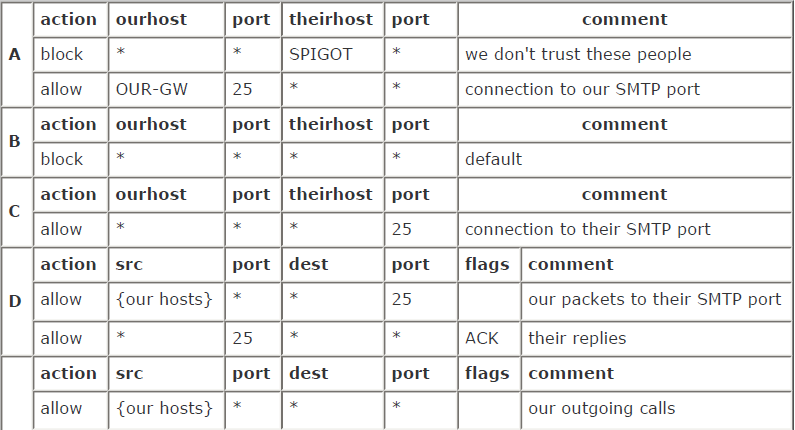 action ourhost port theirhost port comment
A
block * * SPIGOT * we don't trust these people
allow OUR-GW 25 * * connection to our SMTP port
action ourhost port theirhost port comment
B
block * * * * default
action ourhost port theirhost port comment
C
allow * * * 25 connection to their SMTP port
action src port dest port flags comment
D
allow {our hosts} * * 25 our packets to their SMTP port
allow * 25 * * ACK their replies
action src port dest port flags comment
allow {our hosts} * * * our outgoing calls